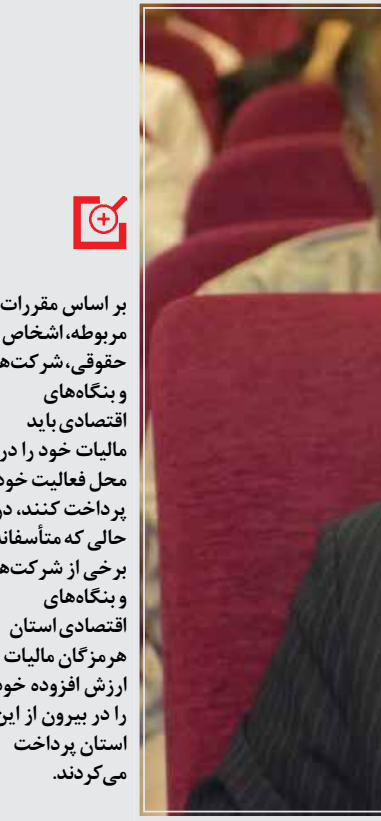 بر اساس مقررات
مربوطه، اشخاص
حقوقی، شرکت‌ها
و بنگاه‌های
اقتصادی باید
مالیات خود را در
محل فعالیت خود
پرداخت کنند، در
حالی که متأسفانه
برخی از شرکت‌ها
و بنگاه‌های
اقتصادی استان
هرمزگان مالیات
ارزش افزوده خود
را در بیرون از این
استان پرداخت
می‌کردند.